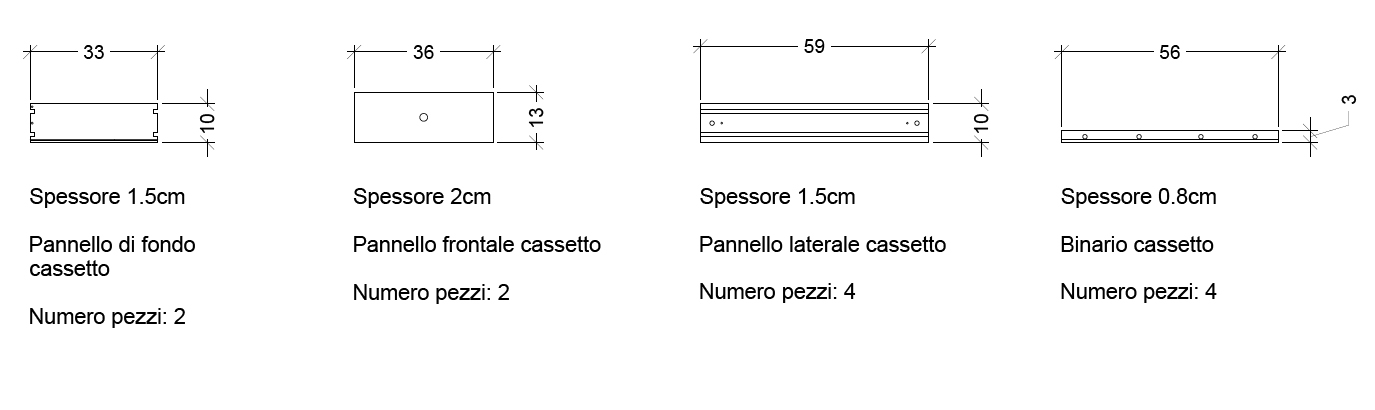 33
10
Spessore 1.5cm
Pannello di fondo
cassetto
Numero pezzi: 2
36
13
Spessore 2cm
Pannello frontale cassetto
Numero pezzi: 2
59
10
Spessore 1.5cm
Pannello laterale cassetto
Numero pezzi: 4
56
3
Spessore 0.8cm
Binario cassetto
Numero pezzi: 4